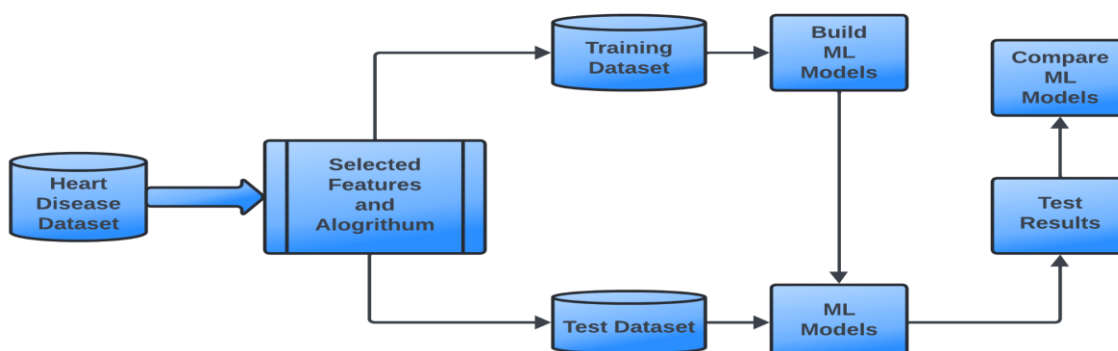 Heart
Disease
Dataset
Selected
Features
and
Alogrithum
Training
Dataset
Build
ML
Models
Test Dataset
ML
Models
Test
Results
Compare
ML
Models